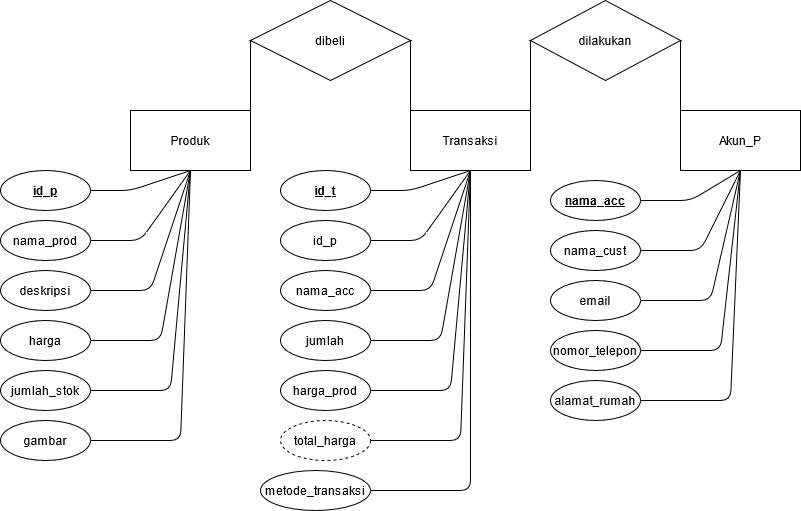 dibeli
dilakukan
Produk
Transaksi
Akun_P
id_p
nama_prod
deskripsi
harga
jumlah_stok
gambar
id_t
id_p
nama_acc
jumlah
harga_prod
total_harga
metode_transaksi
nama_acc
nama_cust
email
nomor_telepon
alamat_rumah